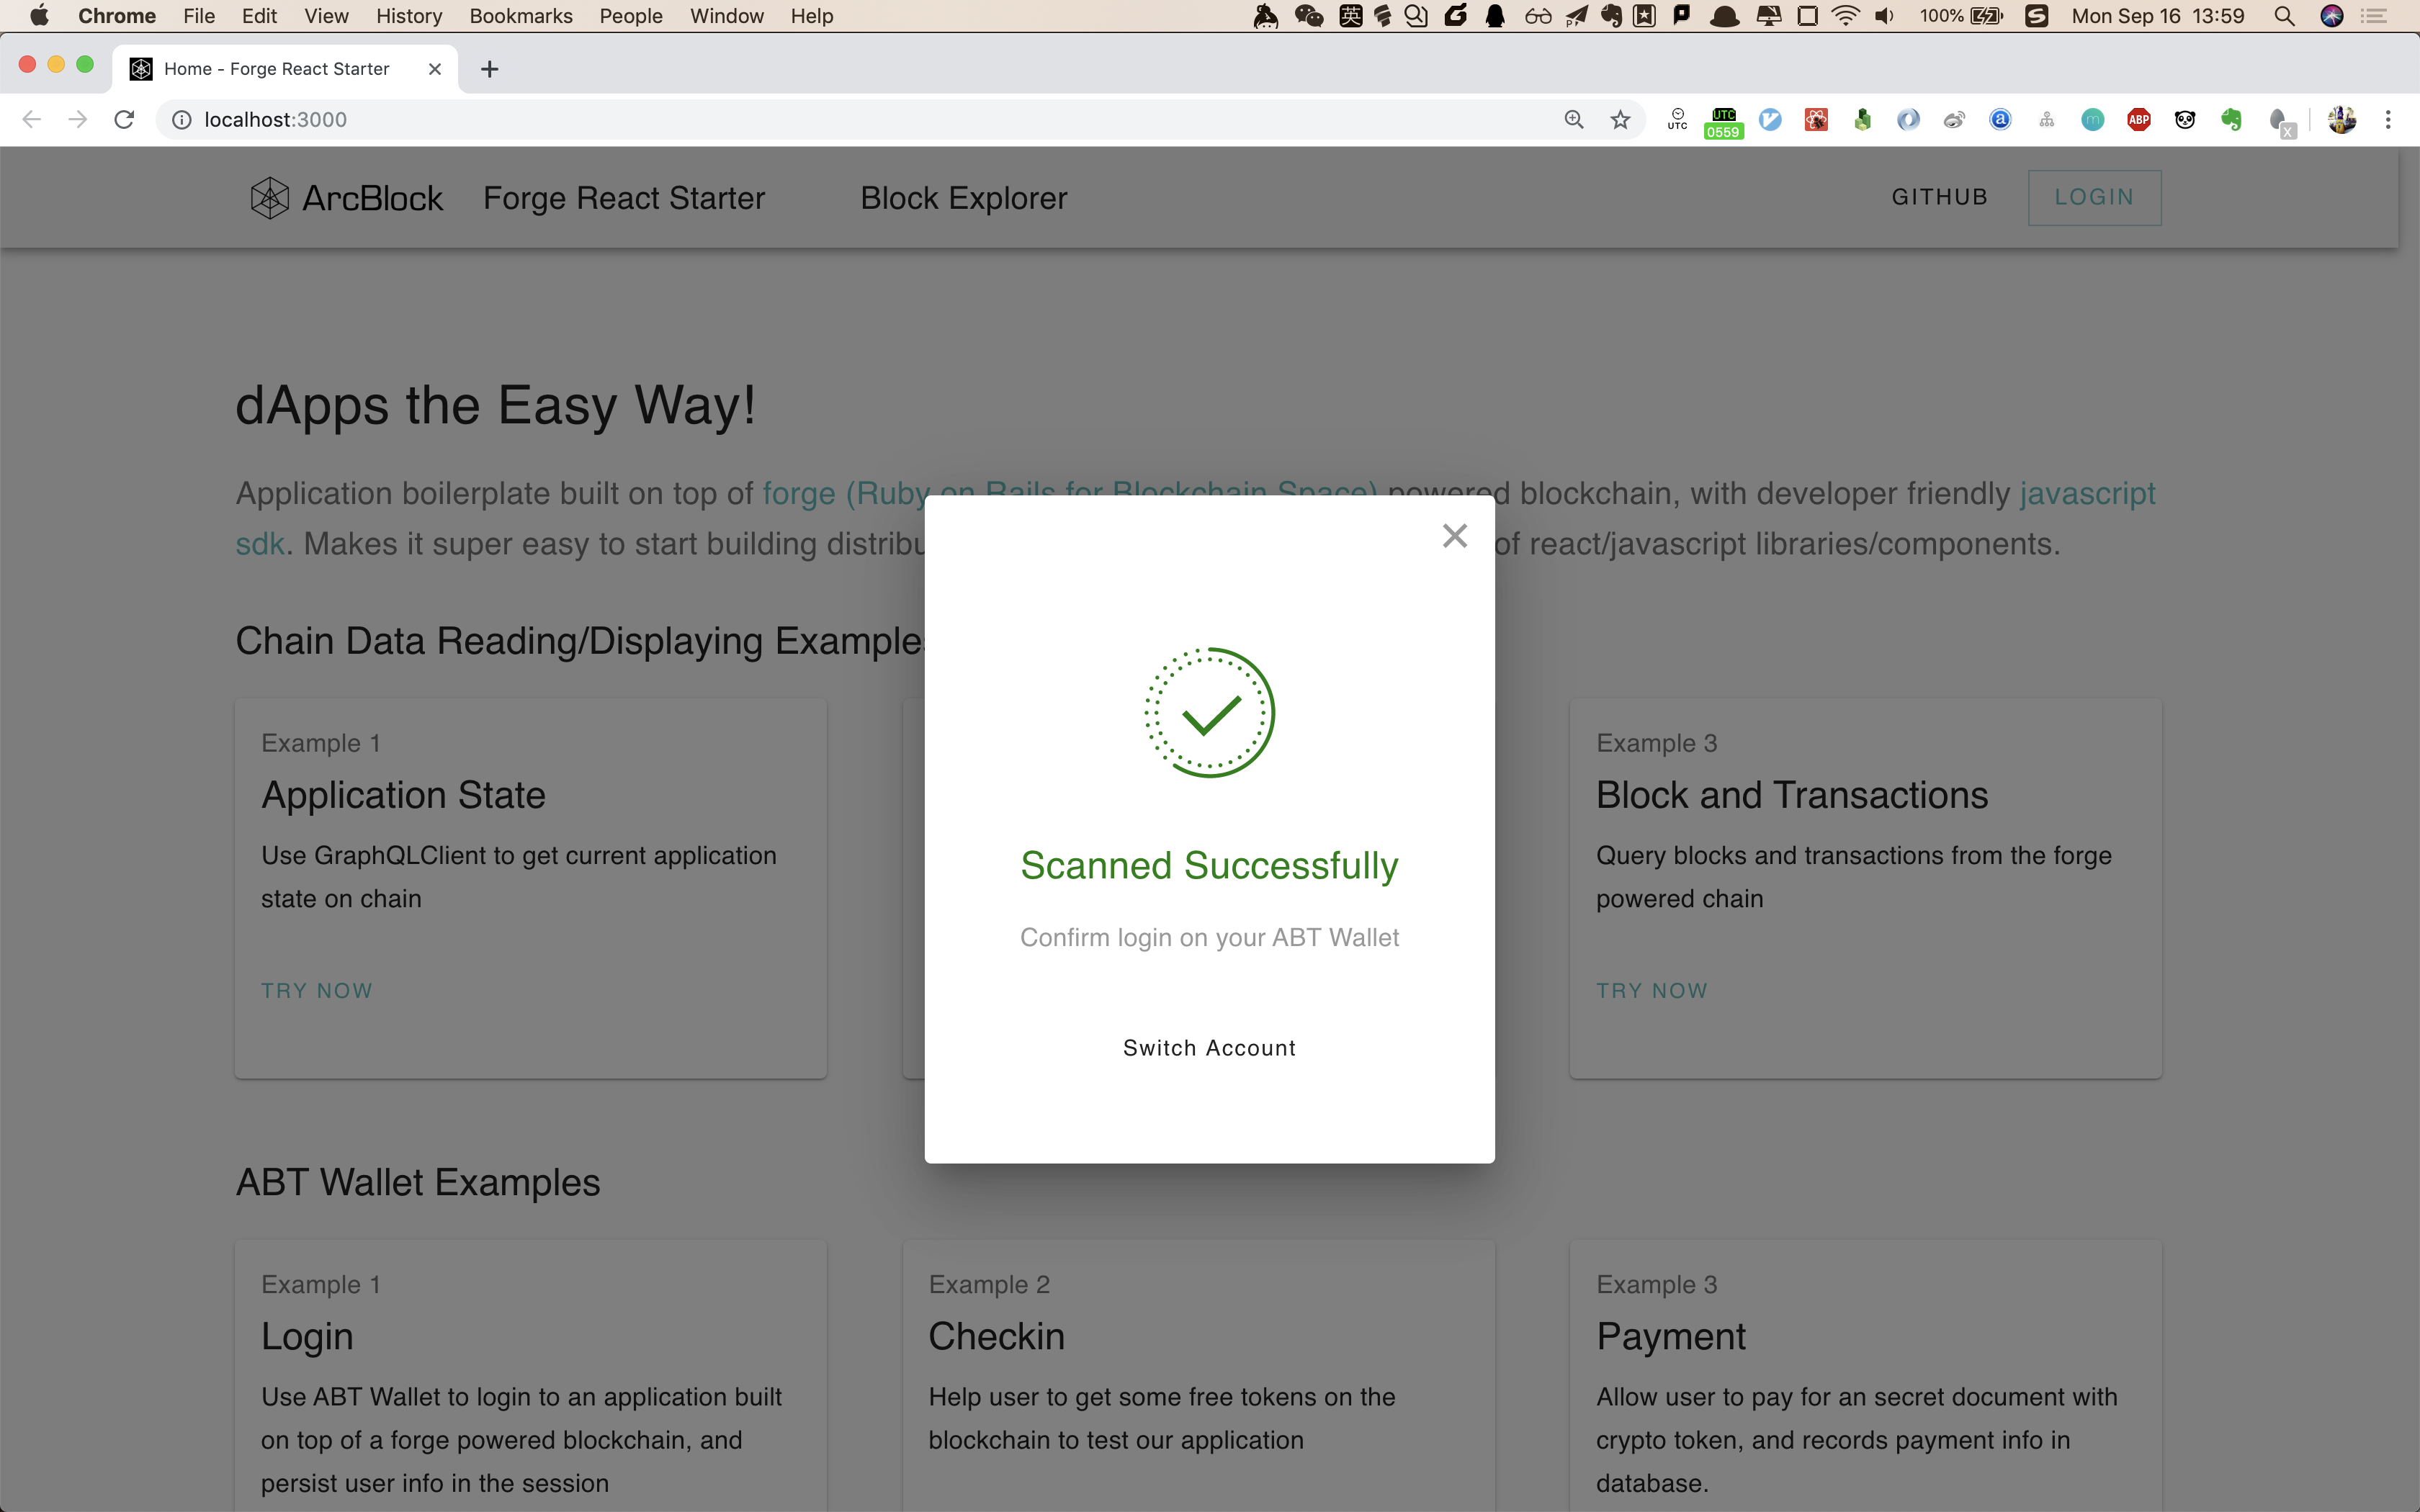 Chrome File Edit View History Bookmarks People Window Help 英 100% Mon Sep 16 13:59
Home - Forge React Starter
localhost:3000 UTC UTC 0559 ABP
ArcBlock Forge React Starter Block Explorer GITHUB LOGIN
dApps the Easy Way!
Application boilerplate built on top of forge (Ruby on Rails for Blockchain Space) powered blockchain, with developer friendly javascript
sdk. Makes it super easy to start building of react/javascript libraries/components.
Chain Data Reading/Displaying
Example 1
Application State
Use GraphQLClient to get current application
state on chain
TRY NOW
Scanned Successfully
Confirm login on your ABT Wallet
Switch Account
Example 3
Block and Transactions
Query blocks and transactions from the forge
powered chain
TRY NOW
ABT Wallet Examples
Example 1
Login
Use ABT Wallet to login to an application built
on top of a forge powered blockchain, and
persist user info in the session
Example 2
Checkin
Help user to get some free tokens on the
blockchain to test our application
Example 3
Payment
Allow user to pay for an secret document with
crypto token, and records payment info in
database.